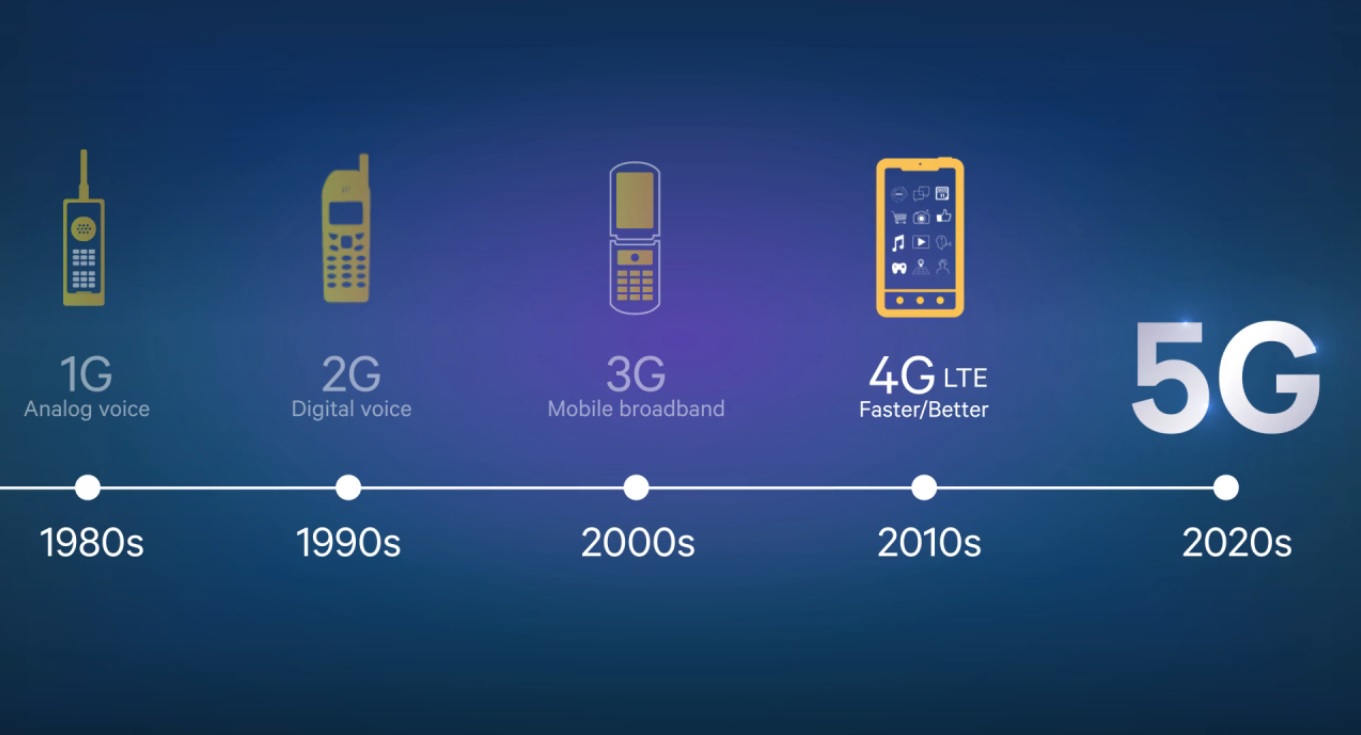 1G
Analog voice
2G
Digital voice
3G
Mobile broadband
4G LTE
Faster/Better
5G
1980s
1990s
2000s
2010s
2020s